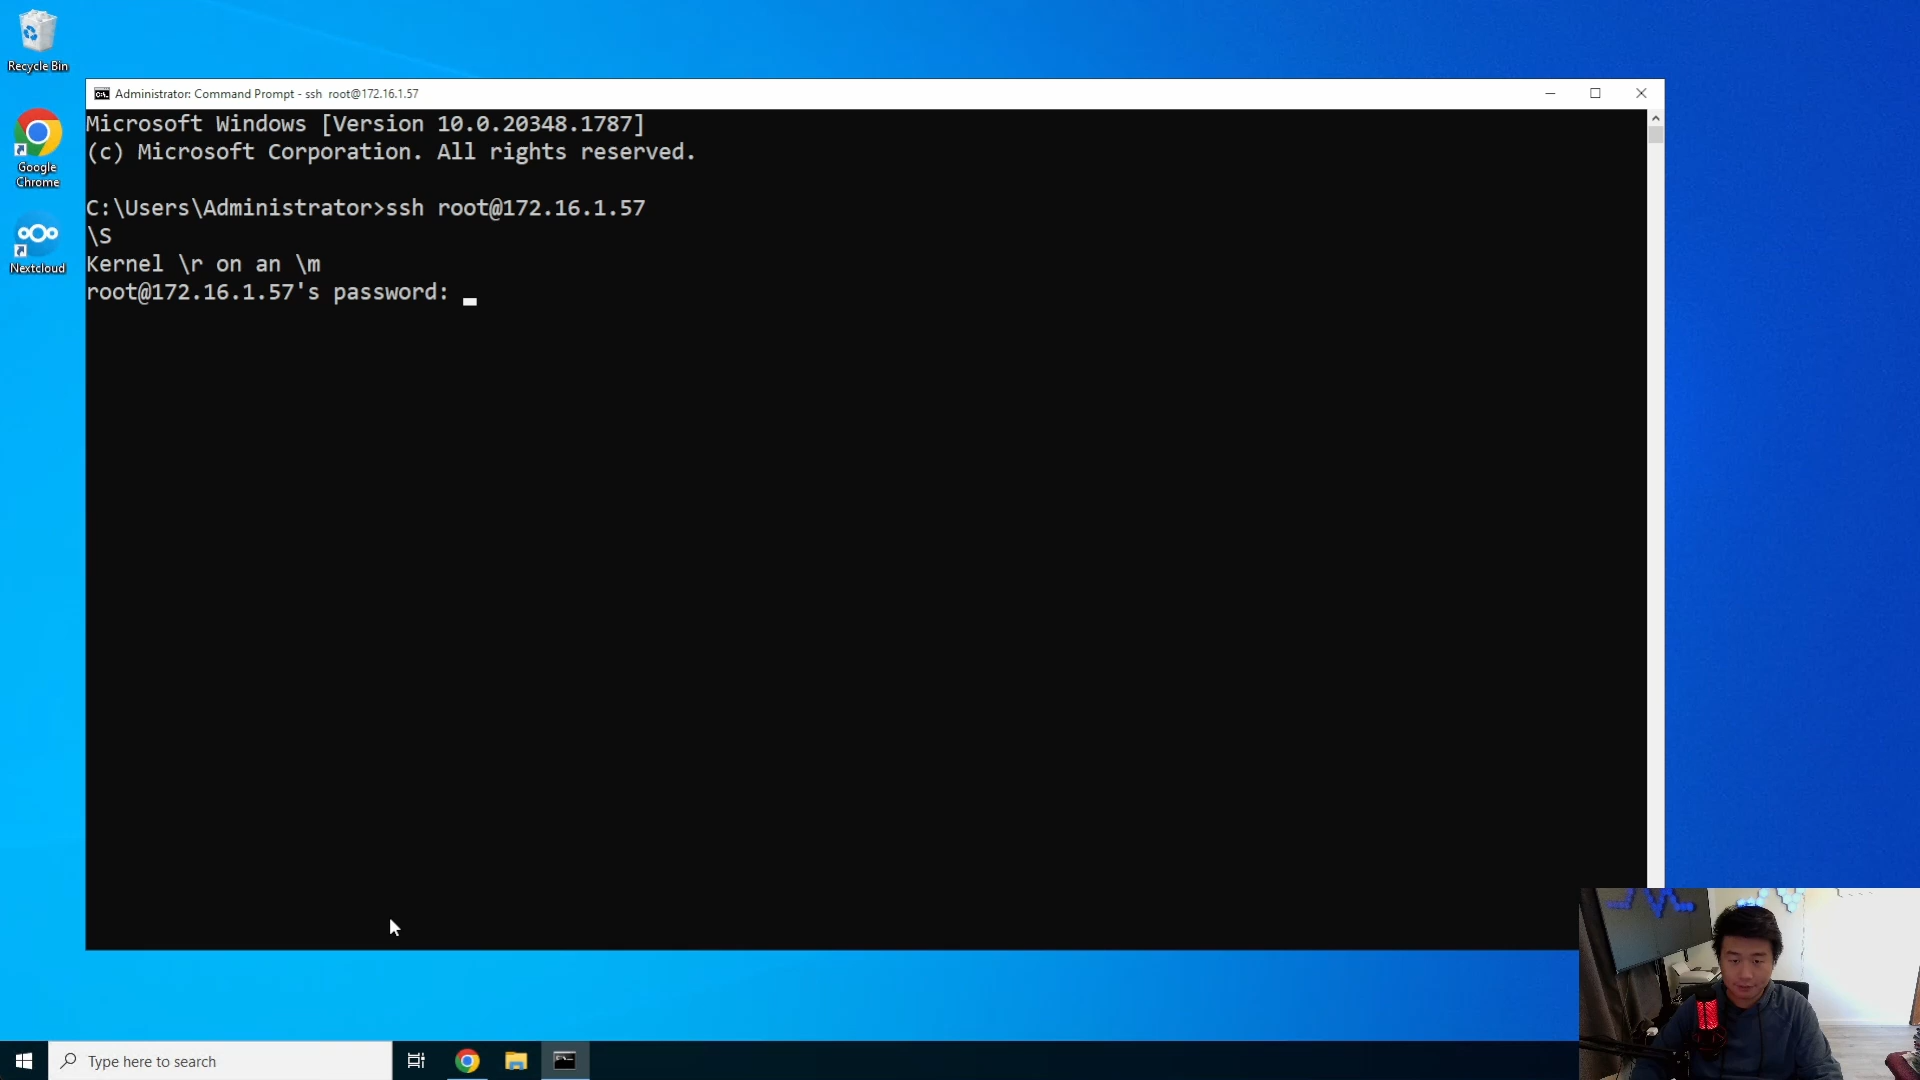 Recycle Bin
Google
Chrome
Nextcloud
Administrator: Command Prompt - ssh  root@172.16.1.57
Microsoft Windows [Version 10.0.20348.1787]
(c) Microsoft Corporation. All rights reserved.
C:\Users\Administrator>ssh root@172.16.1.57
\S
Kernel \r on an \m
root@172.16.1.57's password:
Type here to search